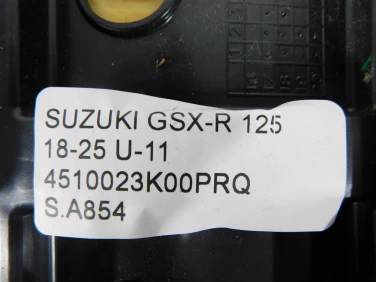 SUZUKI GSX-R 125
18-25 U-11
4510023K00PRQ
S.A854